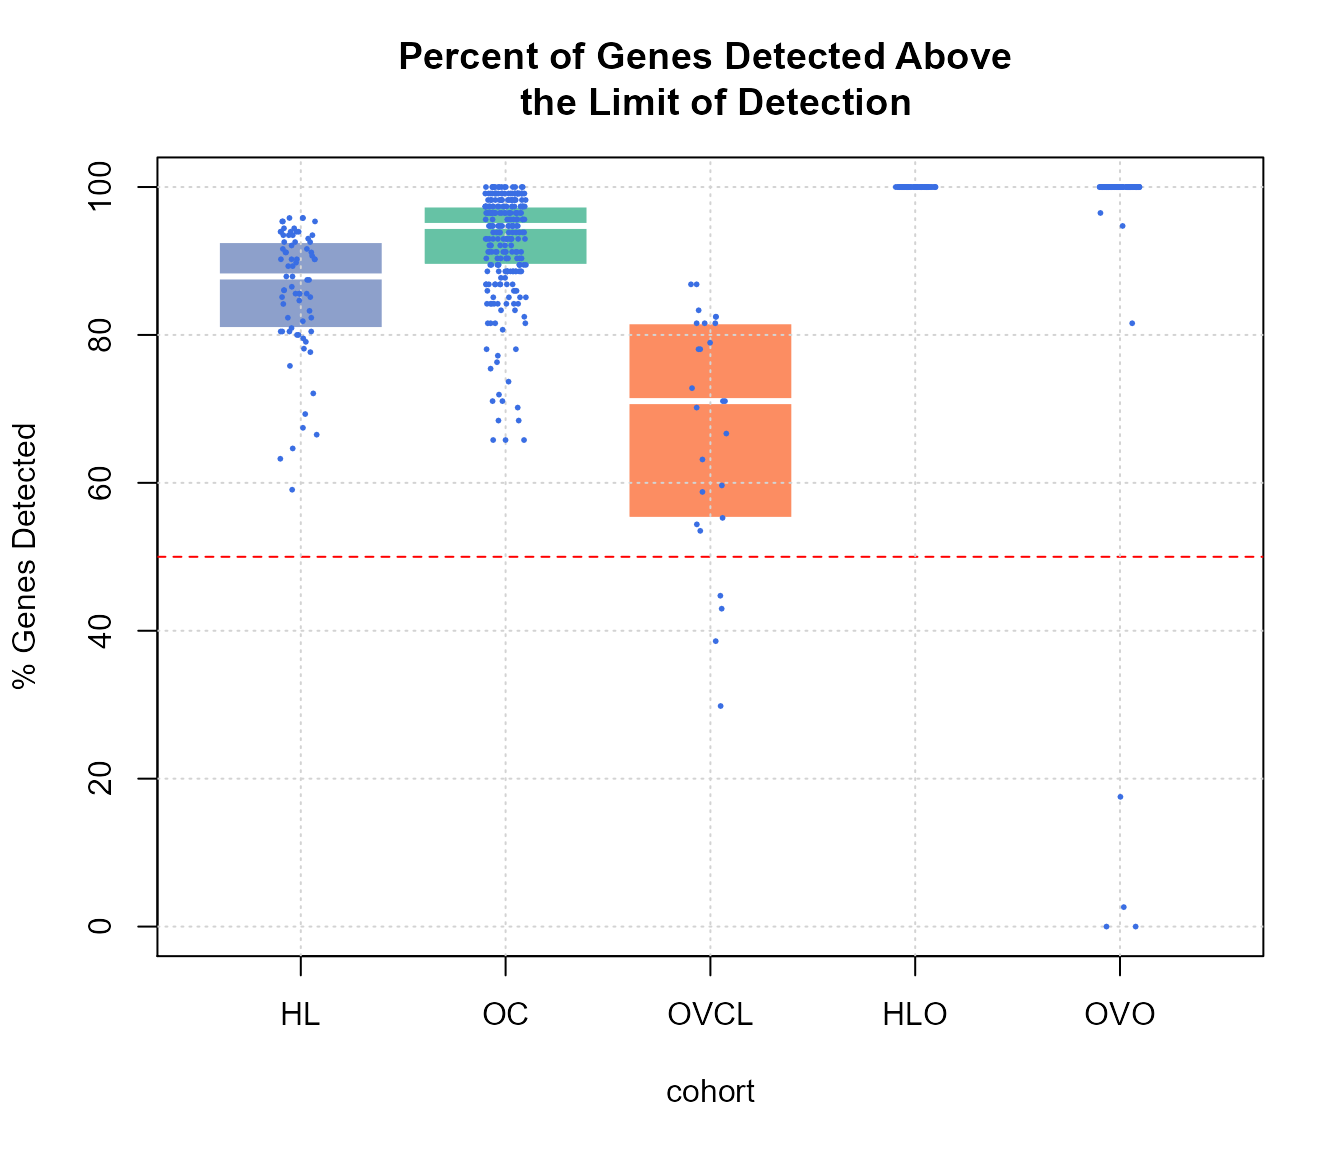 Percent of Genes Detected Above
the Limit of Detection
% Genes Detected
100
80
60
40
20
0
HL OC OVCL HLO OVO
cohort